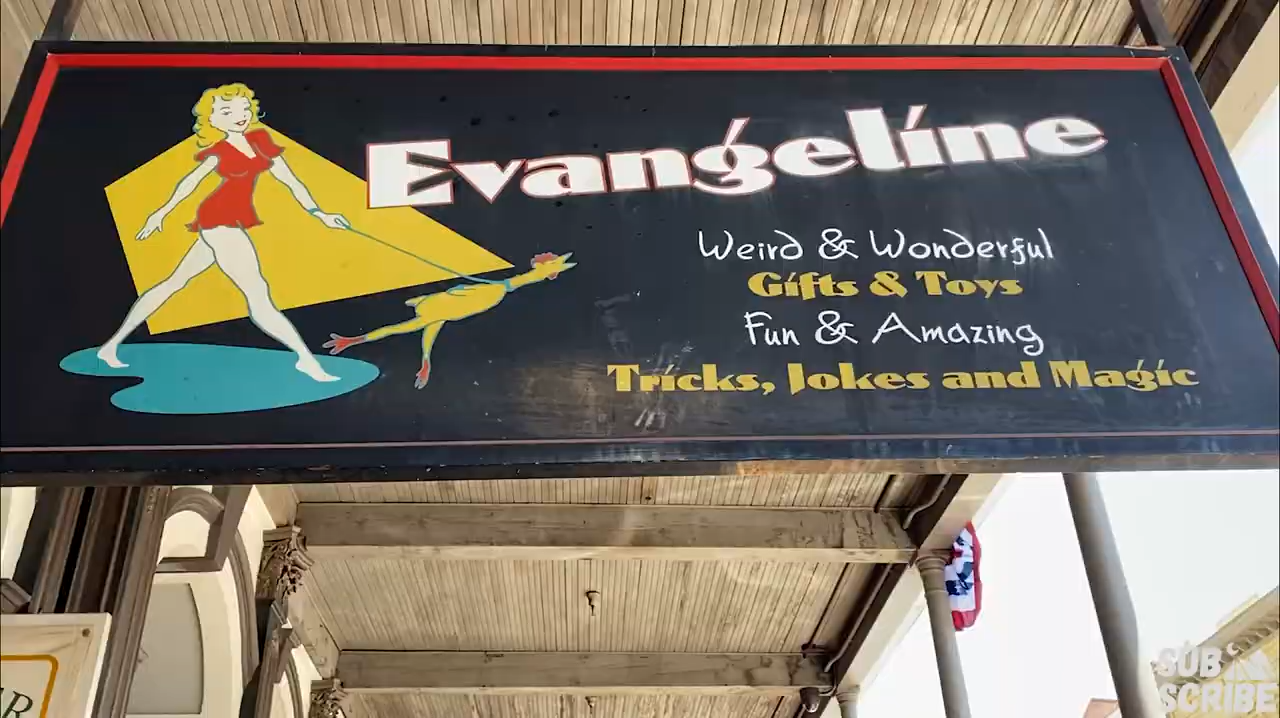 Evangeline
Weird & Wonderful
Gifts & Toys
Fun & Amazing
Tricks, Jokes and Magic
SUB
SCRIBE